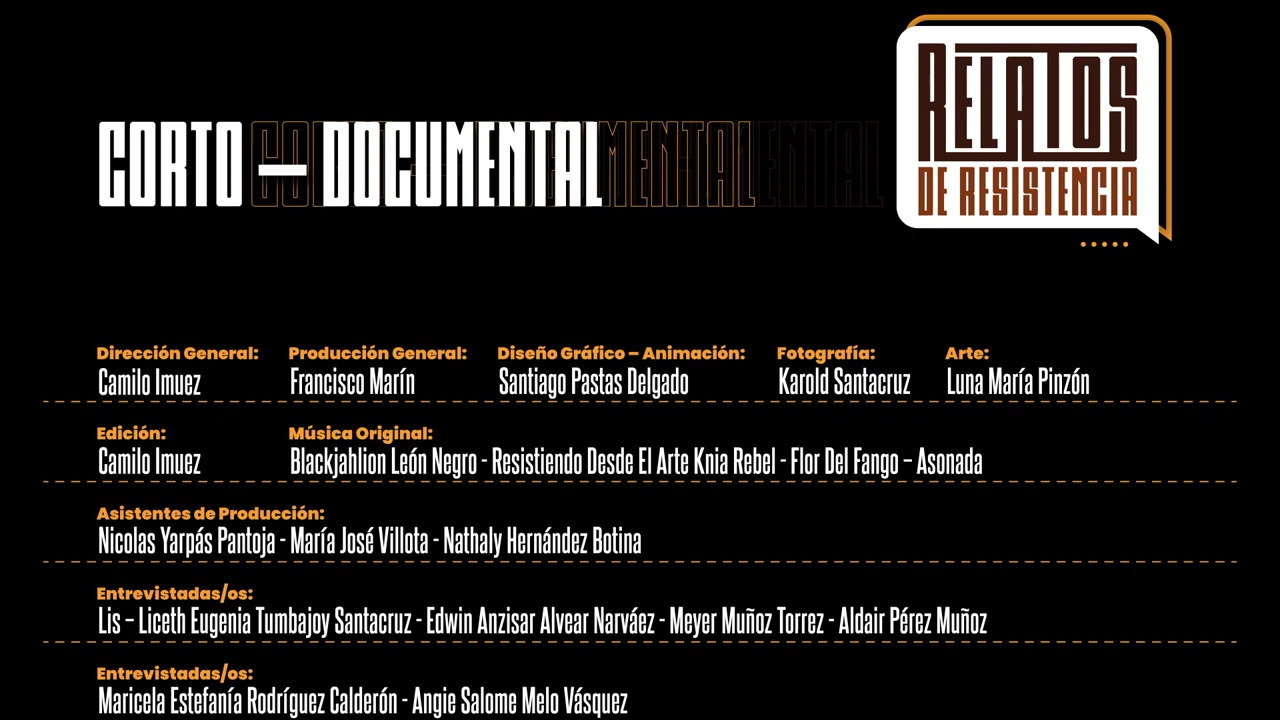 RELATOS
DE RESISTENCIA
CORTO — DOCUMENTAL
Dirección General: Producción General: Diseño Gráfico – Animación: Fotografía: Arte:
Camilo Imuez Francisco Marín Santiago Pastas Delgado Karold Santacruz Luna María Pinzón
Edición: Música Original:
Camilo Imuez Blackjahlion León Negro - Resistiendo Desde El Arte Knia Rebel - Flor Del Fango – Asonada
Asistentes de Producción:
Nicolas Yarpás Pantoja - María José Villota - Nathaly Hernández Botina
Entrevistadas/os:
Lis – Liceth Eugenia Tumbajoy Santacruz - Edwin Anzisar Alvear Narváez - Meyer Muñoz Torrez - Aldair Pérez Muñoz
Entrevistadas/os:
Maricela Estefanía Rodríguez Calderón - Angie Salome Melo Vásquez